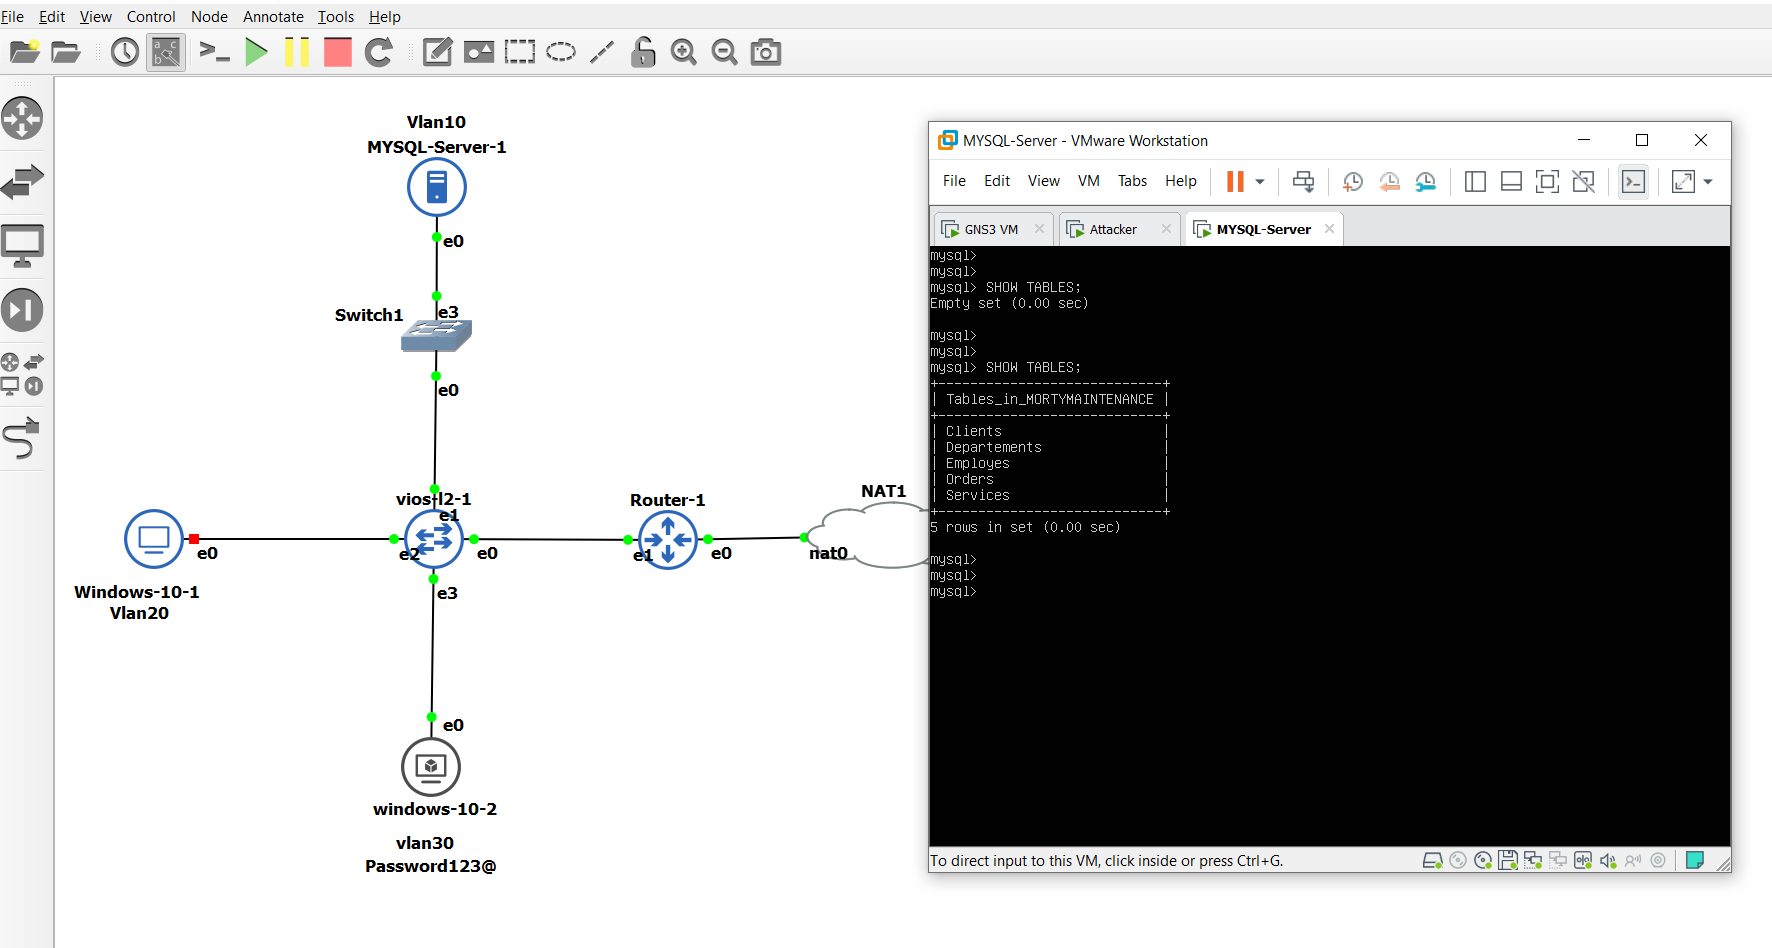 File Edit View Control Node Annotate Tools Help
Vlan10
MYSQL-Server-1
e0
e3
Switch1
e0
vios-l2-1
e1
Router-1
NAT1
e0
e2
e0
e1
e0
nat0
Windows-10-1
Vlan20
e3
e0
windows-10-2
vlan30
Password123@
MYSQL-Server - VMware Workstation
File Edit View VM Tabs Help
GNS3 VM
Attacker
MYSQL-Server
mysql>
mysql>
mysql> SHOW TABLES;
Empty set (0.00 sec)
mysql>
mysql>
mysql> SHOW TABLES;
+----------------------------+
| Tables_in_MORTYMAINTENANCE |
+----------------------------+
| Clients |
| Departements |
| Employes |
| Orders |
| Services |
+----------------------------+
5 rows in set (0.00 sec)
mysql>
mysql>
mysql>
To direct input to this VM, click inside or press Ctrl+G.